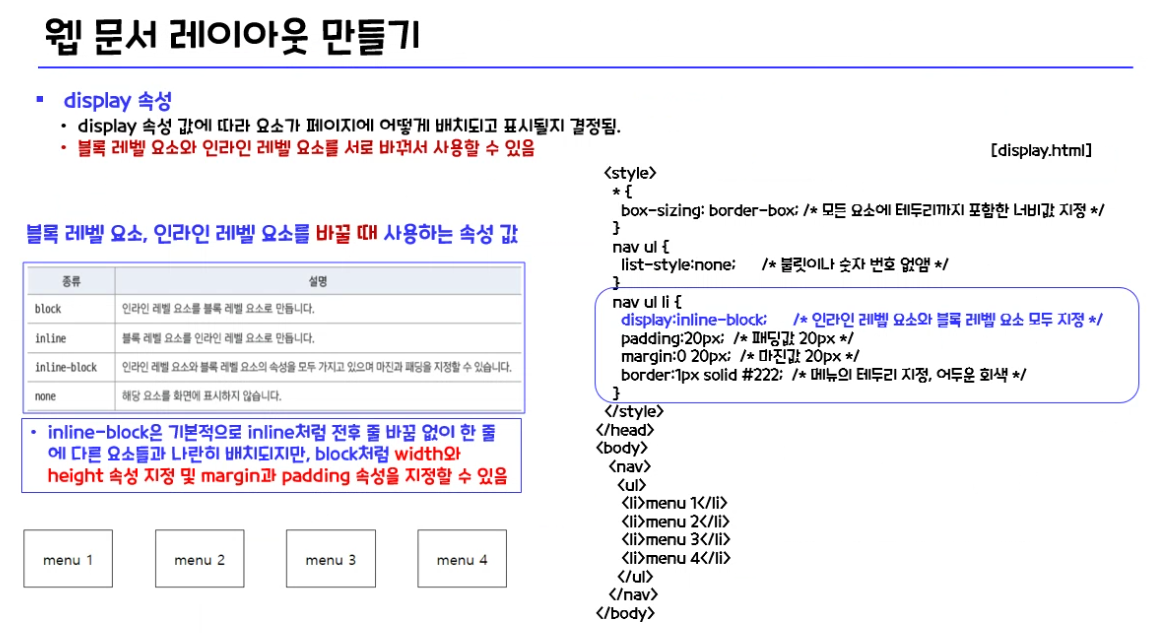 웹 문서 레이아웃 만들기
▪ display 속성
• display 속성 값에 따라 요소가 페이지에 어떻게 배치되고 표시될지 결정됨.
• 블록 레벨 요소와 인라인 레벨 요소를 서로 바꿔서 사용할 수 있음
블록 레벨 요소, 인라인 레벨 요소를 바꿀 때 사용하는 속성 값
종류 설명
block 인라인 레벨 요소를 블록 레벨 요소로 만듭니다.
inline 블록 레벨 요소를 인라인 레벨 요소로 만듭니다.
inline-block 인라인 레벨 요소와 블록 레벨 요소의 속성을 모두 가지고 있으며 마진과 패딩을 지정할 수 있습니다.
none 해당 요소를 화면에 표시하지 않습니다.
• inline-block은 기본적으로 inline처럼 전후 줄 바꿈 없이 한 줄
에 다른 요소들과 나란히 배치되지만, block처럼 width와
height 속성 지정 및 margin과 padding 속성을 지정할 수 있음
menu 1 menu 2 menu 3 menu 4
[display.html]
<style>
* {
box-sizing: border-box; /* 모든 요소에 테두리까지 포함한 너비값 지정 */
}
nav ul {
list-style:none; /* 불릿이나 숫자 번호 없앰 */
}
nav ul li {
display:inline-block; /* 인라인 레벨 요소와 블록 레벨 요소 모두 지정 */
padding:20px; /* 패딩값 20px */
margin:0 20px; /* 마진값 20px */
border:1px solid #222; /* 메뉴의 테두리 지정, 어두운 회색 */
}
</style>
</head>
<body>
<nav>
<ul>
<li>menu 1</li>
<li>menu 2</li>
<li>menu 3</li>
<li>menu 4</li>
</ul>
</nav>
</body>